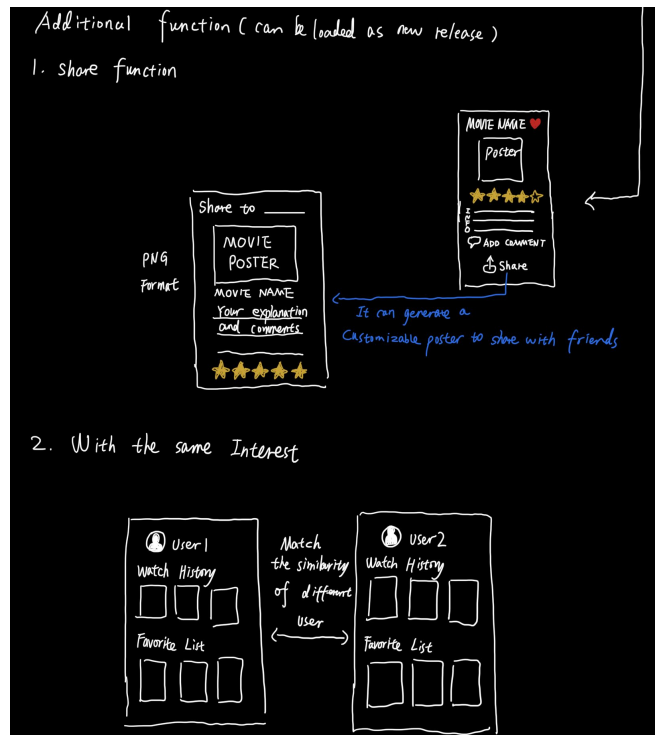 Additional function ( can be loaded as new release )
1. Share function
MOVIE NAME
Poster
INFO
ADD COMMENT
Share
Share to
MOVIE
POSTER
MOVIE NAME
Your explanation
and comments
PNG
Format
It can generate a
Customizable poster to share with friends
2. With the same Interest
User1
Watch History
Favorite List
Match
the similarity
of different
user
User2
Watch History
Favorite List